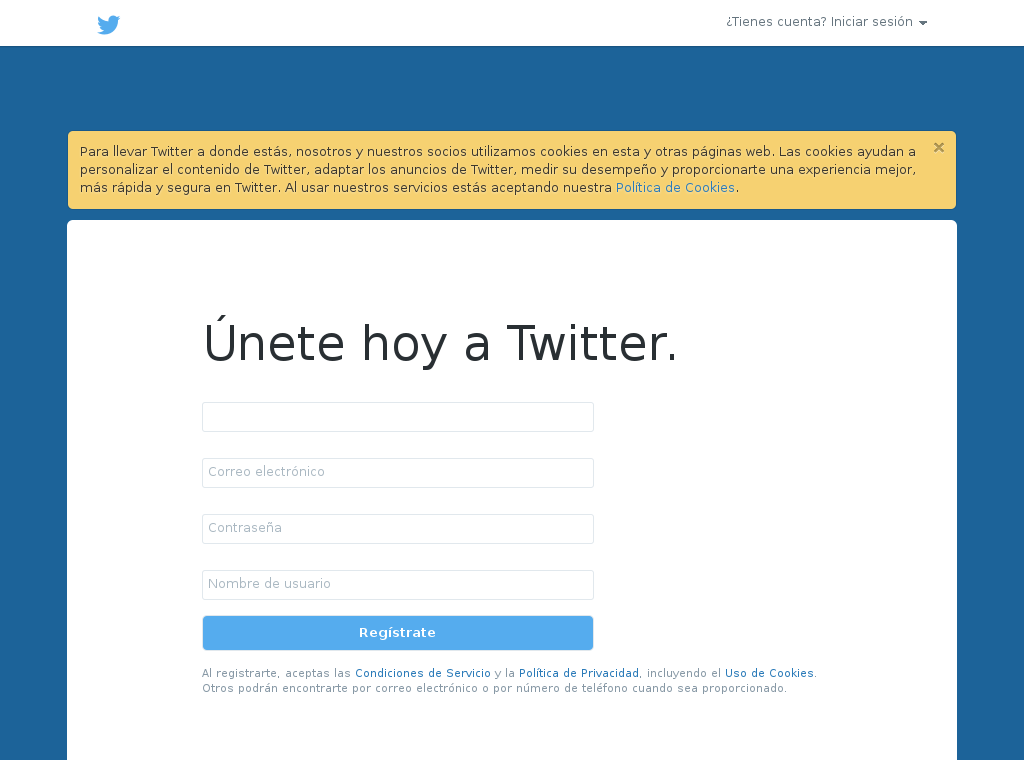 ¿Tienes cuenta? Iniciar sesión
Para llevar Twitter a donde estás, nosotros y nuestros socios utilizamos cookies en esta y otras páginas web. Las cookies ayudan a
personalizar el contenido de Twitter, adaptar los anuncios de Twitter, medir su desempeño y proporcionarte una experiencia mejor,
más rápida y segura en Twitter. Al usar nuestros servicios estás aceptando nuestra Política de Cookies.
Únete hoy a Twitter.
Correo electrónico
Contraseña
Nombre de usuario
Regístrate
Al registrarte, aceptas las Condiciones de Servicio y la Política de Privacidad, incluyendo el Uso de Cookies.
Otros podrán encontrarte por correo electrónico o por número de teléfono cuando sea proporcionado.